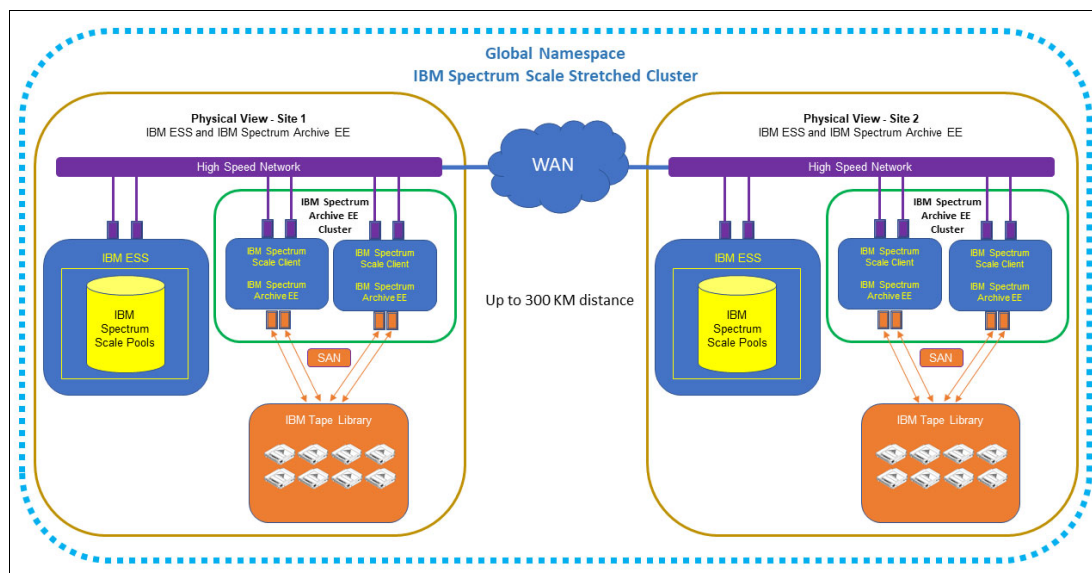 Global Namespace
IBM Spectrum Scale Stretched Cluster
Physical View - Site 1
IBM ESS and IBM Spectrum Archive EE
High Speed Network
IBM Spectrum
Archive EE
Cluster
IBM ESS
IBM
Spectrum
Scale Pools
IBM Spectrum
Scale Client
IBM Spectrum
Archive EE
IBM Spectrum
Scale Client
IBM Spectrum
Archive EE
SAN
IBM Tape Library
WAN
Up to 300 KM distance
Physical View - Site 2
IBM ESS and IBM Spectrum Archive EE
High Speed Network
IBM Spectrum
Archive EE
Cluster
IBM ESS
IBM
Spectrum
Scale Pools
IBM Spectrum
Scale Client
IBM Spectrum
Archive EE
IBM Spectrum
Scale Client
IBM Spectrum
Archive EE
SAN
IBM Tape Library